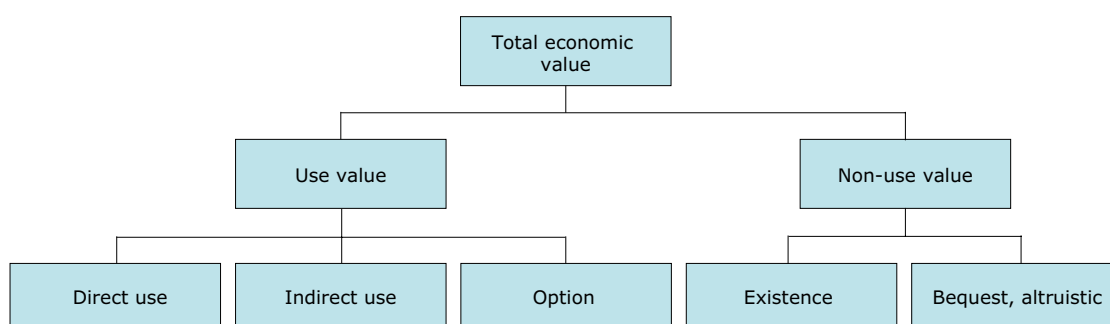 Total economic
value
Use value
Non-use value
Direct use
Indirect use
Option
Existence
Bequest, altruistic